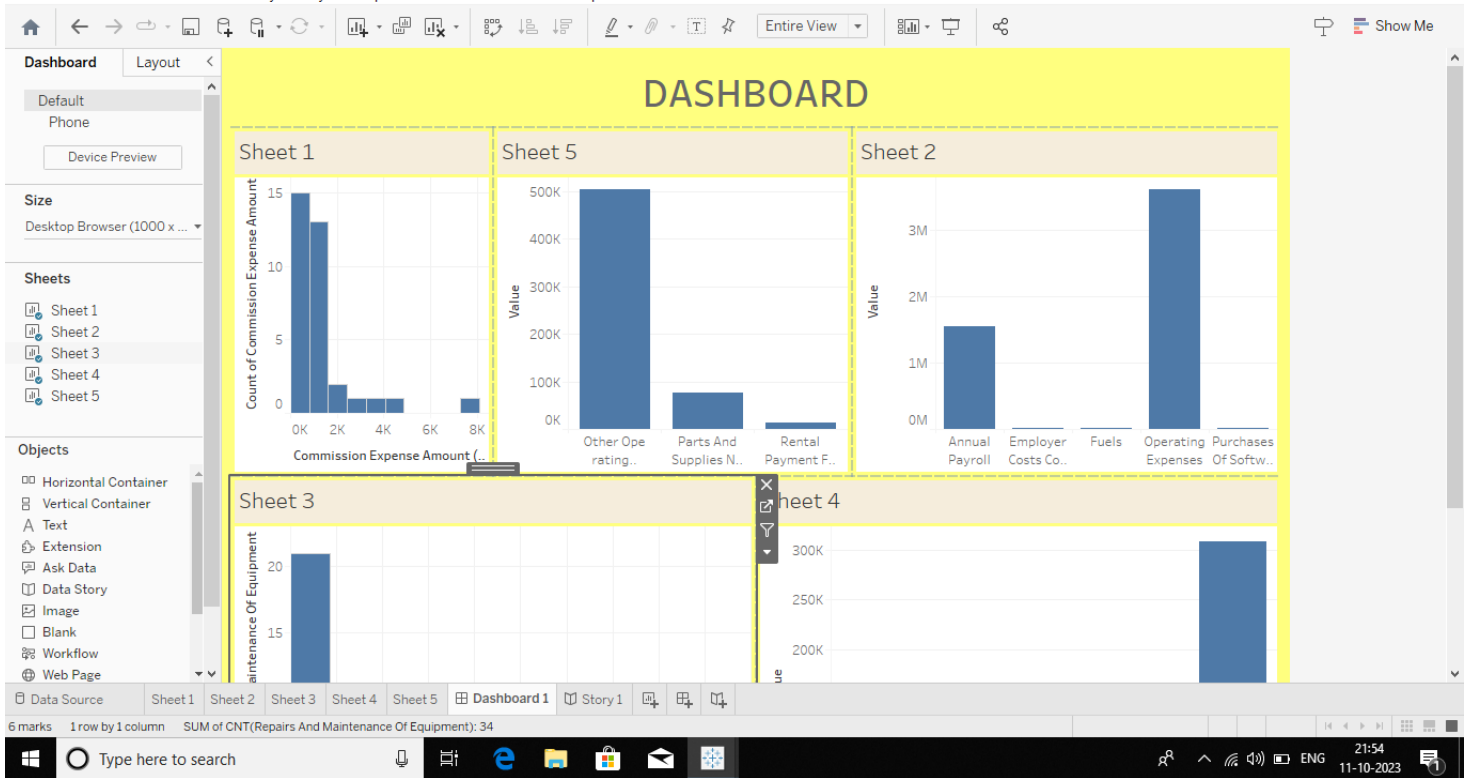 Entire View
Show Me
Dashboard
Layout
Default
Phone
Device Preview
Size
Desktop Browser (1000 x ...
Sheets
Sheet 1
Sheet 2
Sheet 3
Sheet 4
Sheet 5
Objects
Horizontal Container
Vertical Container
A Text
Extension
Ask Data
Data Story
Image
Blank
Workflow
Web Page
DASHBOARD
Sheet 1
Count of Commission Expense Amount
15
10
5
0
0K 2K 4K 6K 8K
Commission Expense Amount (..
Sheet 5
Value
500K
400K
300K
200K
100K
0K
Other Ope rating..
Parts And Supplies N..
Rental Payment F..
Sheet 2
Value
3M
2M
1M
0M
Annual Payroll
Employer Costs Co..
Fuels
Operating Expenses
Purchases Of Softw..
Sheet 3
aintenance Of Equipment
20
15
heet 4
300K
250K
200K
Data Source Sheet 1 Sheet 2 Sheet 3 Sheet 4 Sheet 5 Dashboard 1 Story 1
6 marks 1 row by 1 column SUM of CNT(Repairs And Maintenance Of Equipment): 34
Type here to search
ENG
21:54
11-10-2023
1